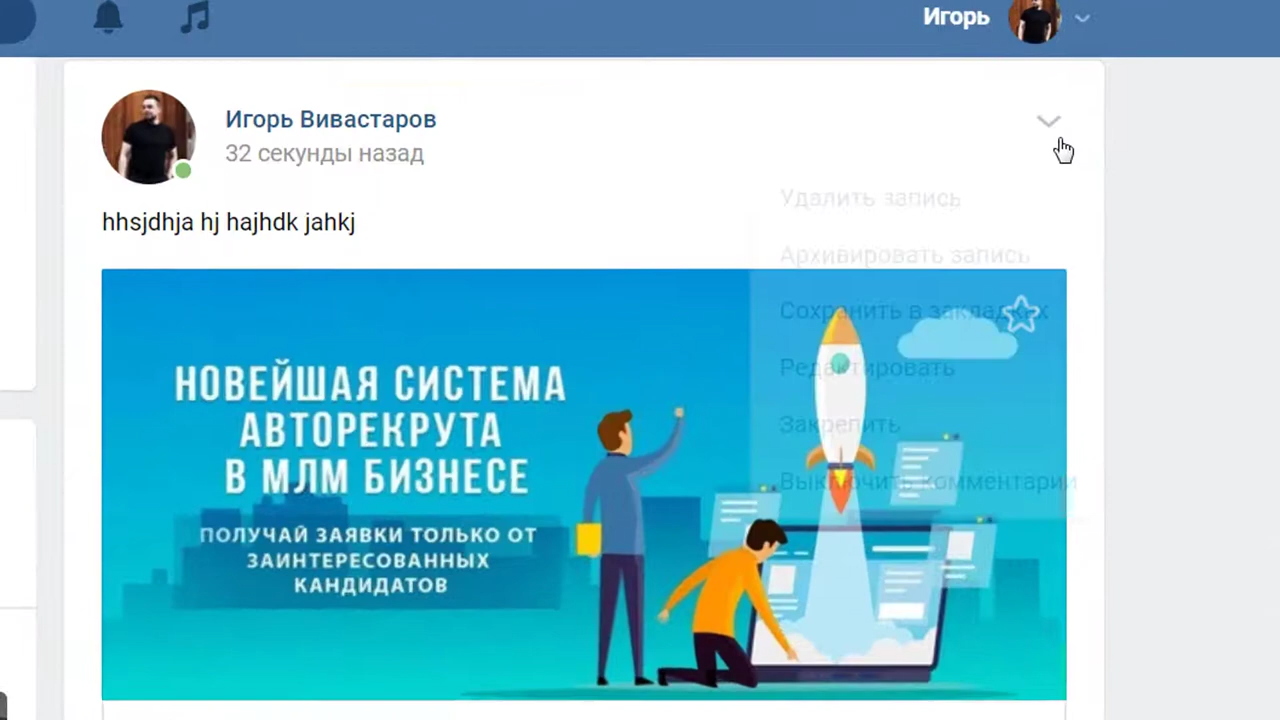 Игорь
Игорь Вивастаров
32 секунды назад
hhsjdhja hj hajhdk jahkj
Удалить запись
Архивировать запись
Сохранить в закладках
Редактировать
Закрепить
Выключить комментарии
НОВЕЙШАЯ СИСТЕМА
АВТОРЕКРУТА
В МЛМ БИЗНЕСЕ
ПОЛУЧАЙ ЗАЯВКИ ТОЛЬКО ОТ
ЗАИНТЕРЕСОВАННЫХ
КАНДИДАТОВ